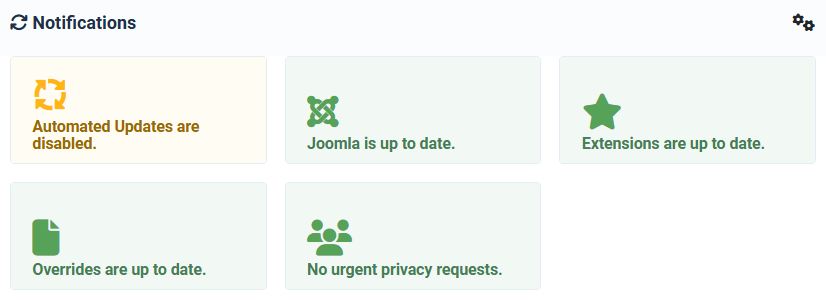 Notifications
Automated Updates are
disabled.
Joomla is up to date.
Extensions are up to date.
Overrides are up to date.
No urgent privacy requests.